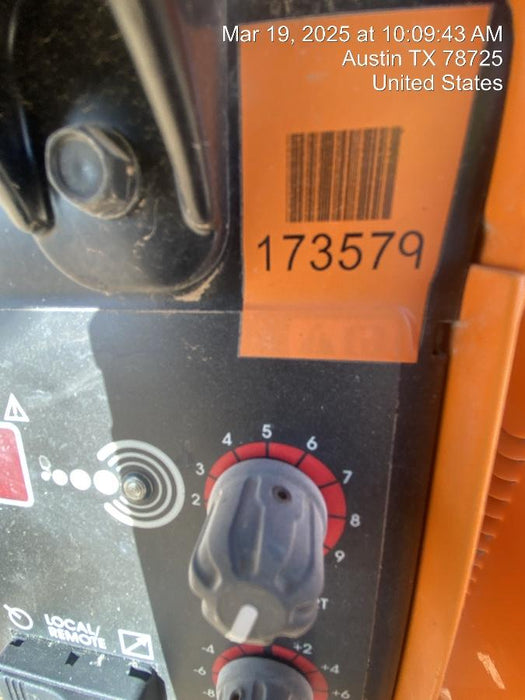 Mar 19, 2025 at 10:09:43 AM
Austin TX 78725
United States
173579
2 3 4 5 6 7 8 9
LOCAL/
REMOTE
-4 +2 +4
-6 +6
-8